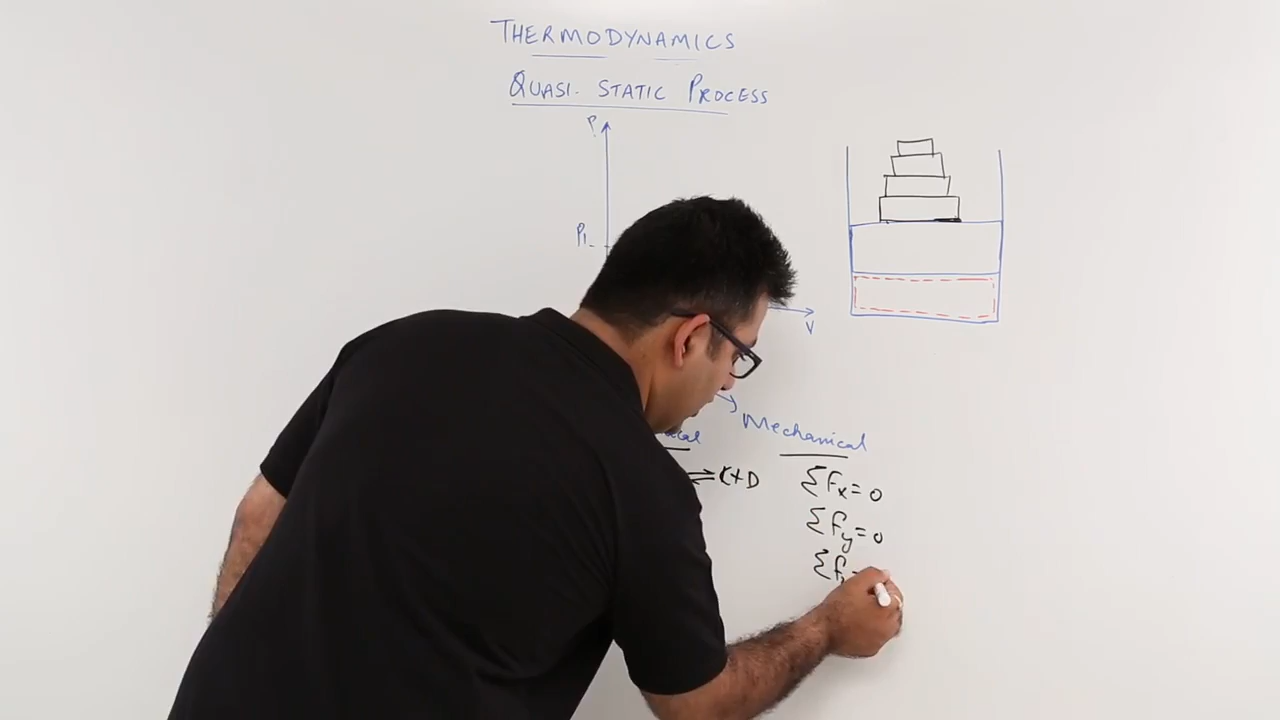 THERMODYNAMICS
QUASI-STATIC PROCESS
P
P1
V
Mechanical
⇌ C+D
ΣFx=0
ΣFy=0